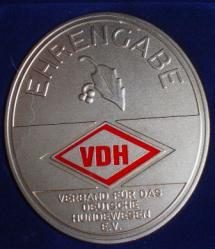 EHRENGABE
VDH
VERBAND FÜR DAS
DEUTSCHE
HUNDEWESEN
E.V.